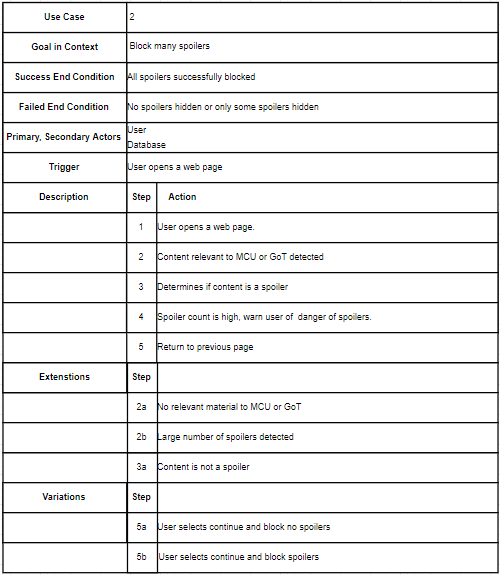 Use Case 2
Goal in Context Block many spoilers
Success End Condition All spoilers successfully blocked
Failed End Condition No spoilers hidden or only some spoilers hidden
Primary, Secondary Actors User
Database
Trigger User opens a web page
Description Step Action
1 User opens a web page.
2 Content relevant to MCU or GoT detected
3 Determines if content is a spoiler
4 Spoiler count is high, warn user of danger of spoilers.
5 Return to previous page
Extenstions Step
2a No relevant material to MCU or GoT
2b Large number of spoilers detected
3a Content is not a spoiler
Variations Step
5a User selects continue and block no spoilers
5b User selects continue and block spoilers